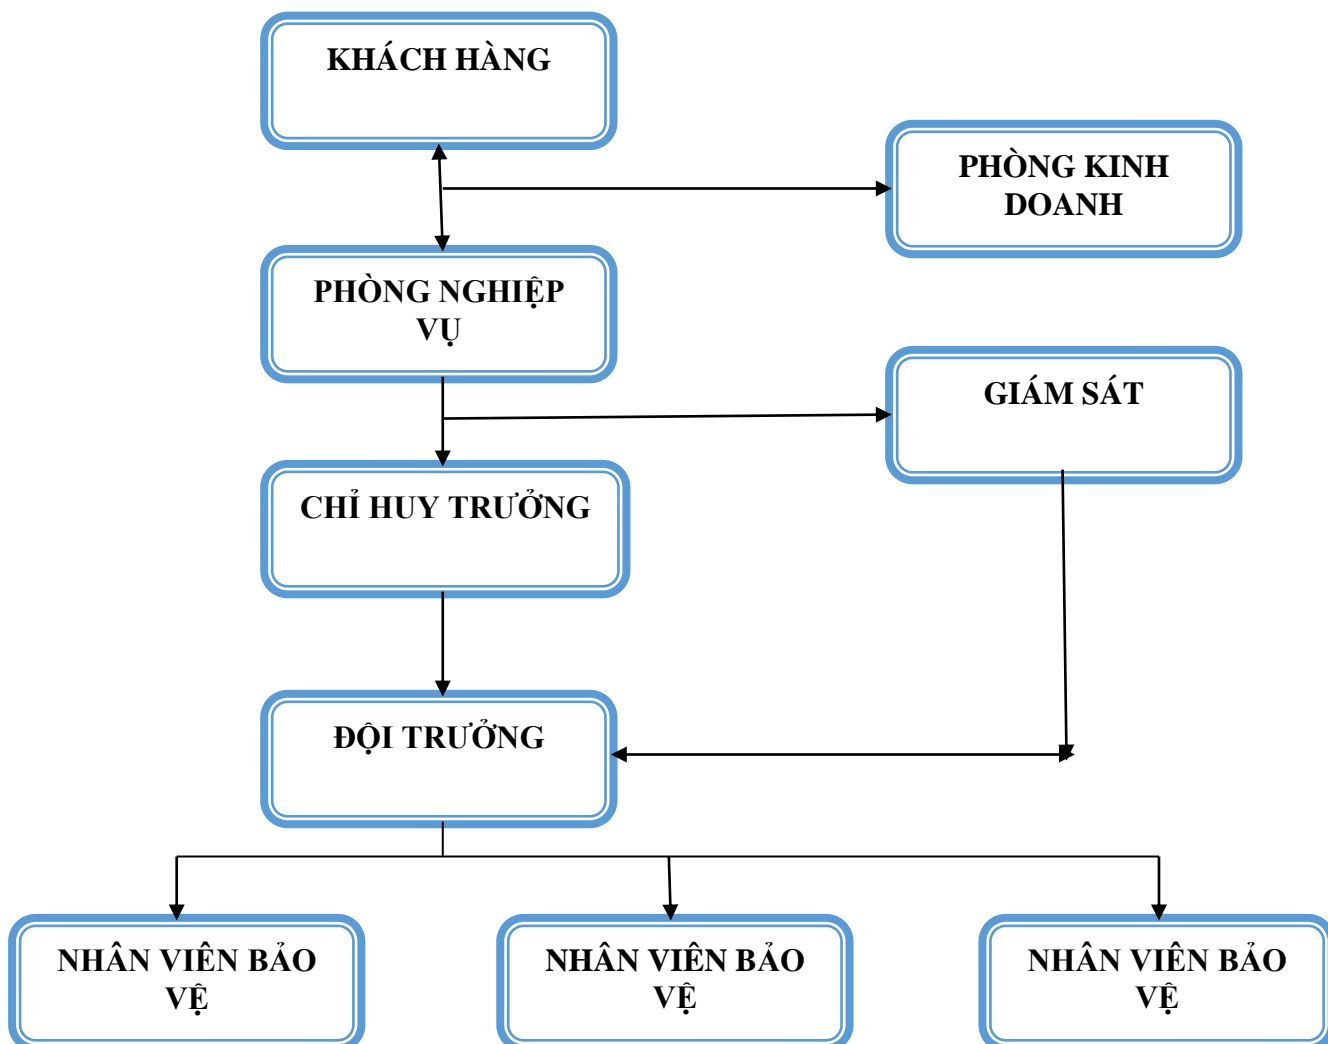 KHÁCH HÀNG
PHÒNG KINH
DOANH
PHÒNG NGHIỆP
VỤ
GIÁM SÁT
CHỈ HUY TRƯỞNG
ĐỘI TRƯỞNG
NHÂN VIÊN BẢO
VỆ
NHÂN VIÊN BẢO
VỆ
NHÂN VIÊN BẢO
VỆ